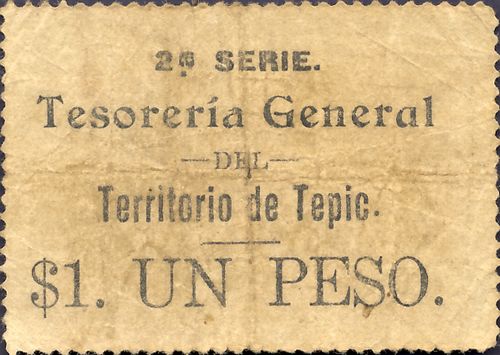 2ª SERIE.
Tesorería General
—DEL—
Territorio de Tepic.
$1. UN PESO.